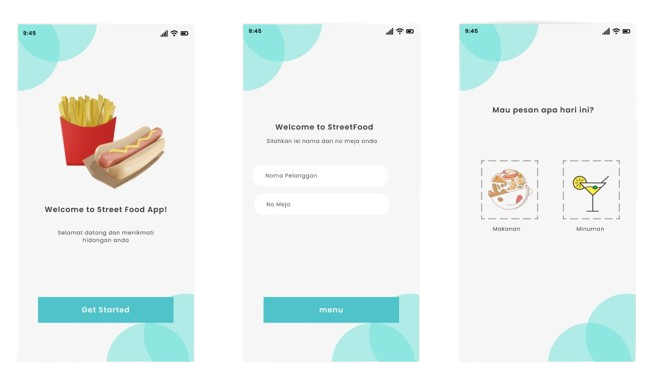 9:45
Welcome to Street Food App!
Selamat datang dan menikmati
hidangan anda
Get Started
9:45
Welcome to StreetFood
Silahkan isi nama dan no meja anda
Nama Pelanggan
No Meja
menu
9:45
Mau pesan apa hari ini?
Makanan
Minuman